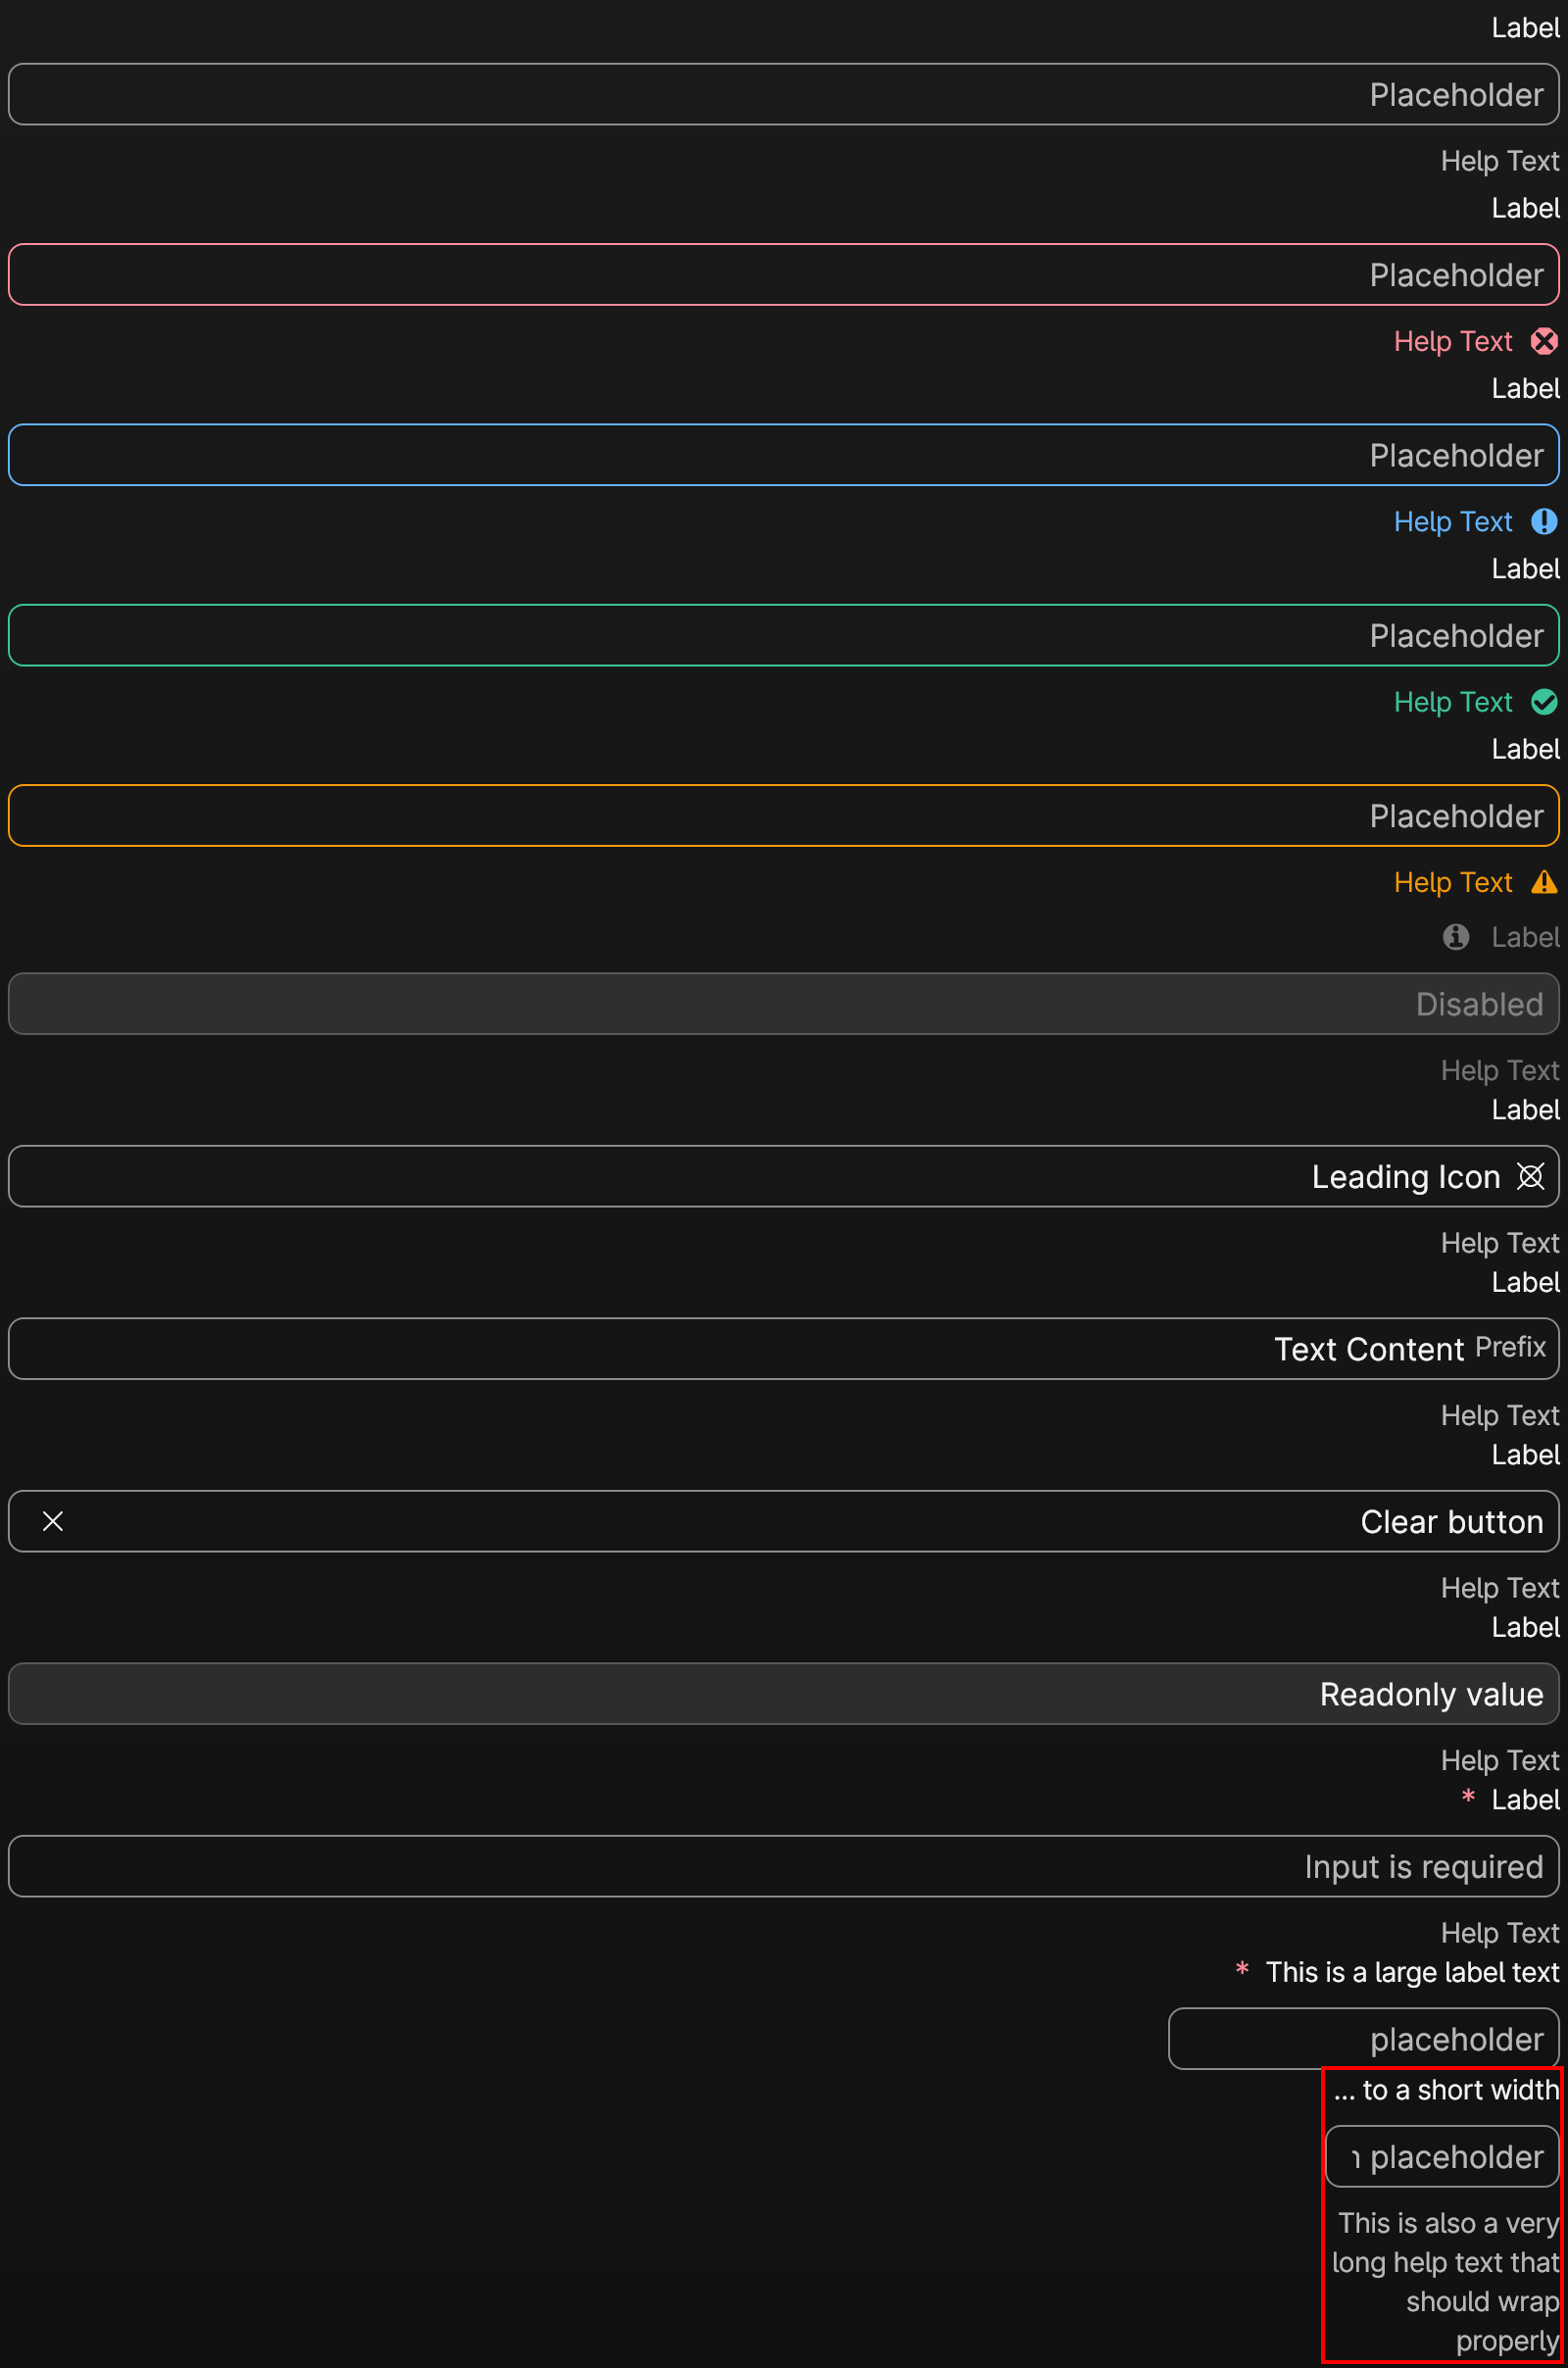 Label
Placeholder
Help Text
Label
Placeholder
Help Text
Label
Placeholder
Help Text
Label
Placeholder
Help Text
Label
Placeholder
Help Text
Label
Disabled
Help Text
Label
Leading Icon
Help Text
Label
Text Content Prefix
Help Text
Label
Clear button
Help Text
Label
Readonly value
Help Text
* Label
Input is required
Help Text
* This is a large label text
placeholder
... to a short width
placeholder
This is also a very
long help text that
should wrap
properly